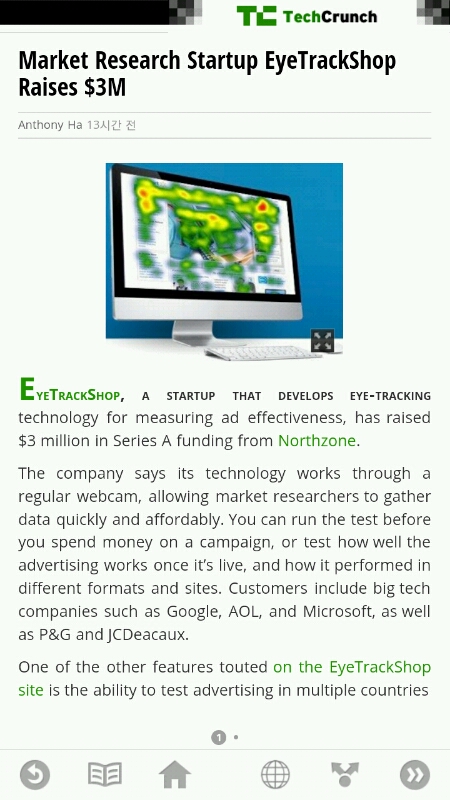 TechCrunch
Market Research Startup EyeTrackShop
Raises $3M
Anthony Ha 13시간 전
EYETRACKSHOP, A STARTUP THAT DEVELOPS EYE-TRACKING
technology for measuring ad effectiveness, has raised
$3 million in Series A funding from Northzone.
The company says its technology works through a
regular webcam, allowing market researchers to gather
data quickly and affordably. You can run the test before
you spend money on a campaign, or test how well the
advertising works once it's live, and how it performed in
different formats and sites. Customers include big tech
companies such as Google, AOL, and Microsoft, as well
as P&G and JCDeacaux.
One of the other features touted on the EyeTrackShop
site is the ability to test advertising in multiple countries
1